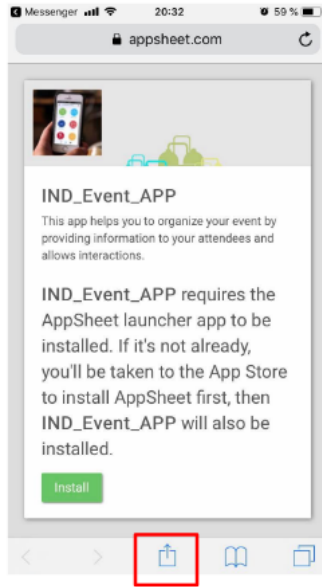 Messenger 20:32 59 %
appsheet.com
IND_Event_APP
This app helps you to organize your event by
providing information to your attendees and
allows interactions.
IND_Event_APP requires the
AppSheet launcher app to be
installed. If it's not already,
you'll be taken to the App Store
to install AppSheet first, then
IND_Event_APP will also be
installed.
Install